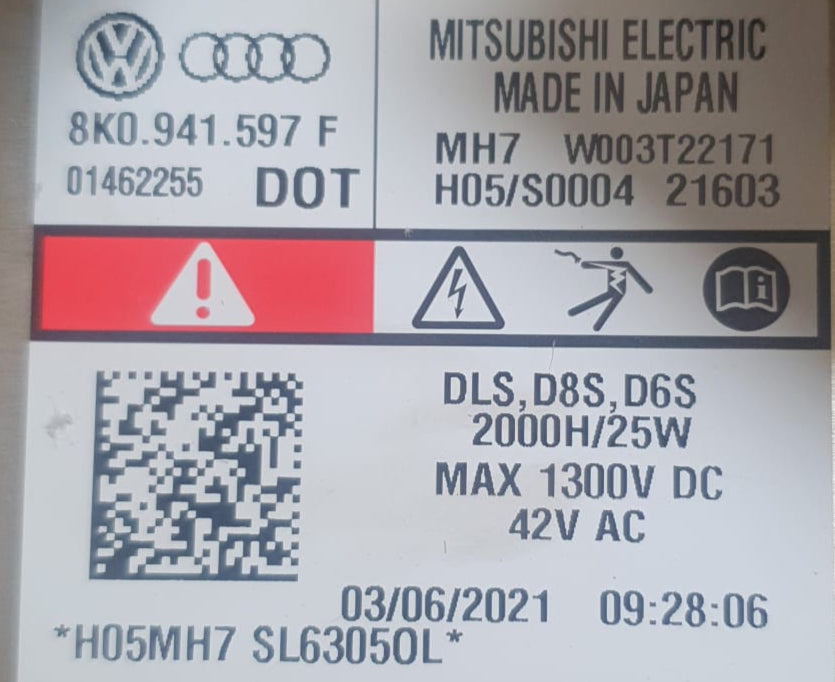 8K0.941.597 F
01462255 DOT
MITSUBISHI ELECTRIC
MADE IN JAPAN
MH7 W003T22171
H05/S0004 21603
DLS,D8S,D6S
2000H/25W
MAX 1300V DC
42V AC
03/06/2021 09:28:06
*H05MH7 SL6305OL*